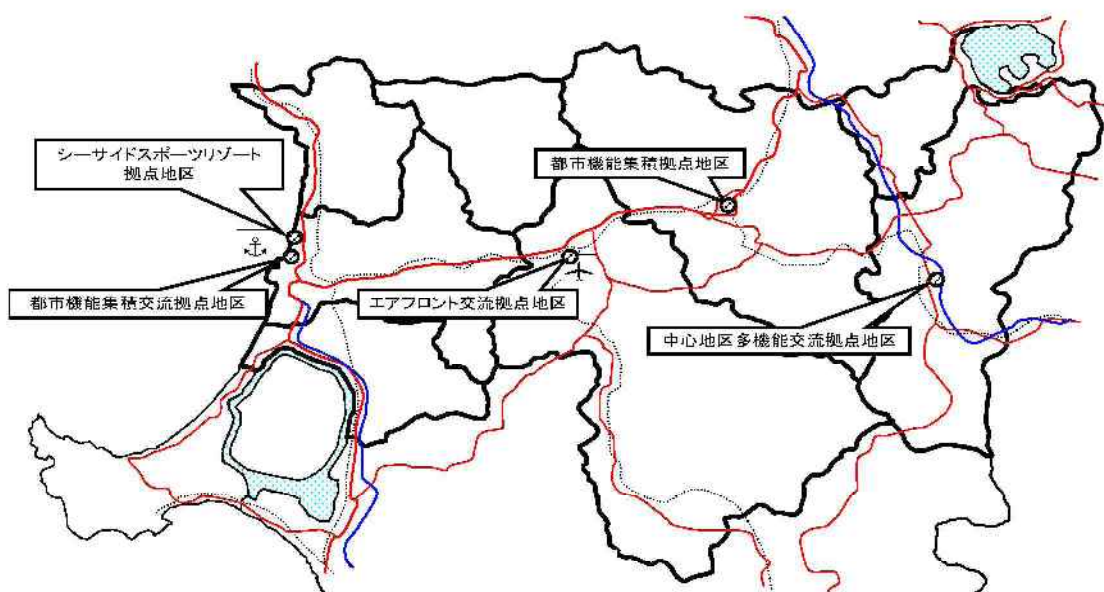 シーサイドスポーツリゾート
拠点地区
都市機能集積拠点地区
都市機能集積交流拠点地区
エアフロント交流拠点地区
中心地区多機能交流拠点地区